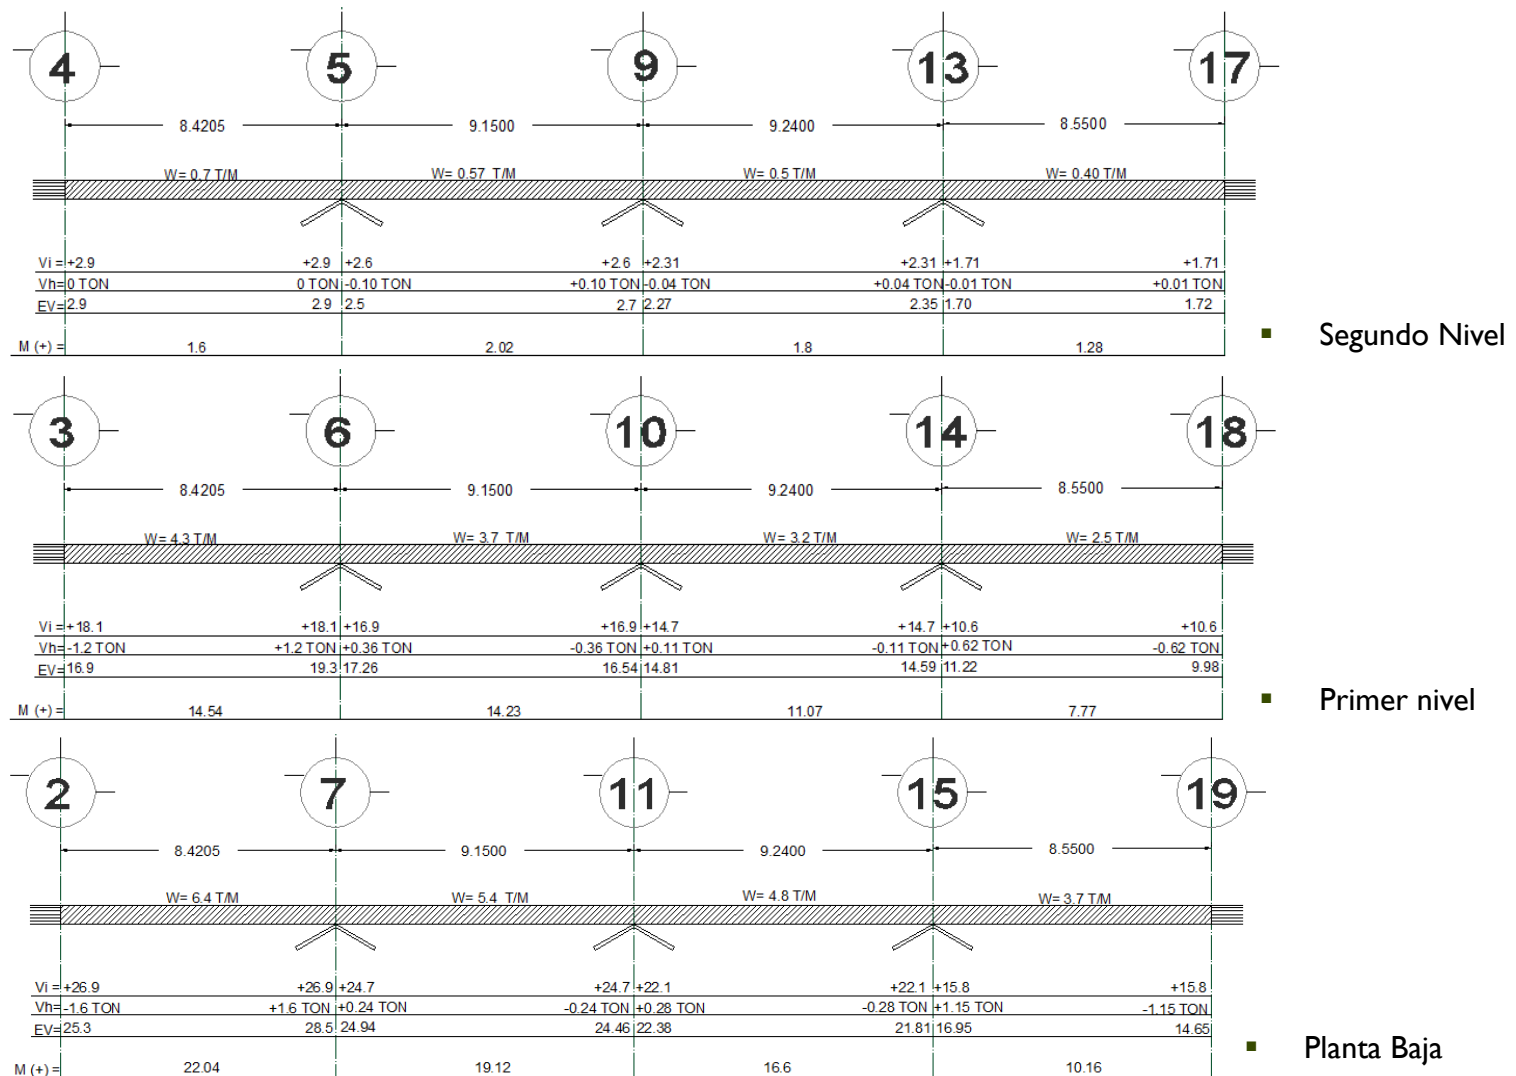 4 5 9 13 17
8.4205 9.1500 9.2400 8.5500
W= 0.7 T/M W= 0.57 T/M W= 0.5 T/M W= 0.40 T/M
Vi = +2.9 +2.9 +2.6 +2.6 +2.31 +2.31 +1.71 +1.71
Vh= 0 TON 0 TON -0.10 TON +0.10 TON -0.04 TON +0.04 TON -0.01 TON +0.01 TON
EV= 2.9 2.9 2.5 2.7 2.27 2.35 1.70 1.72
M (+) = 1.6 2.02 1.8 1.28
▪ Segundo Nivel
3 6 10 14 18
8.4205 9.1500 9.2400 8.5500
W= 4.3 T/M W= 3.7 T/M W= 3.2 T/M W= 2.5 T/M
Vi = +18.1 +18.1 +16.9 +16.9 +14.7 +14.7 +10.6 +10.6
Vh= -1.2 TON +1.2 TON +0.36 TON -0.36 TON +0.11 TON -0.11 TON +0.62 TON -0.62 TON
EV= 16.9 19.3 17.26 16.54 14.81 14.59 11.22 9.98
M (+) = 14.54 14.23 11.07 7.77
▪ Primer nivel
2 7 11 15 19
8.4205 9.1500 9.2400 8.5500
W= 6.4 T/M W= 5.4 T/M W= 4.8 T/M W= 3.7 T/M
Vi = +26.9 +26.9 +24.7 +24.7 +22.1 +22.1 +15.8 +15.8
Vh= -1.6 TON +1.6 TON +0.24 TON -0.24 TON +0.28 TON -0.28 TON +1.15 TON -1.15 TON
EV= 25.3 28.5 24.94 24.46 22.38 21.81 16.95 14.65
▪ Planta Baja
M (+) = 22.04 19.12 16.6 10.16